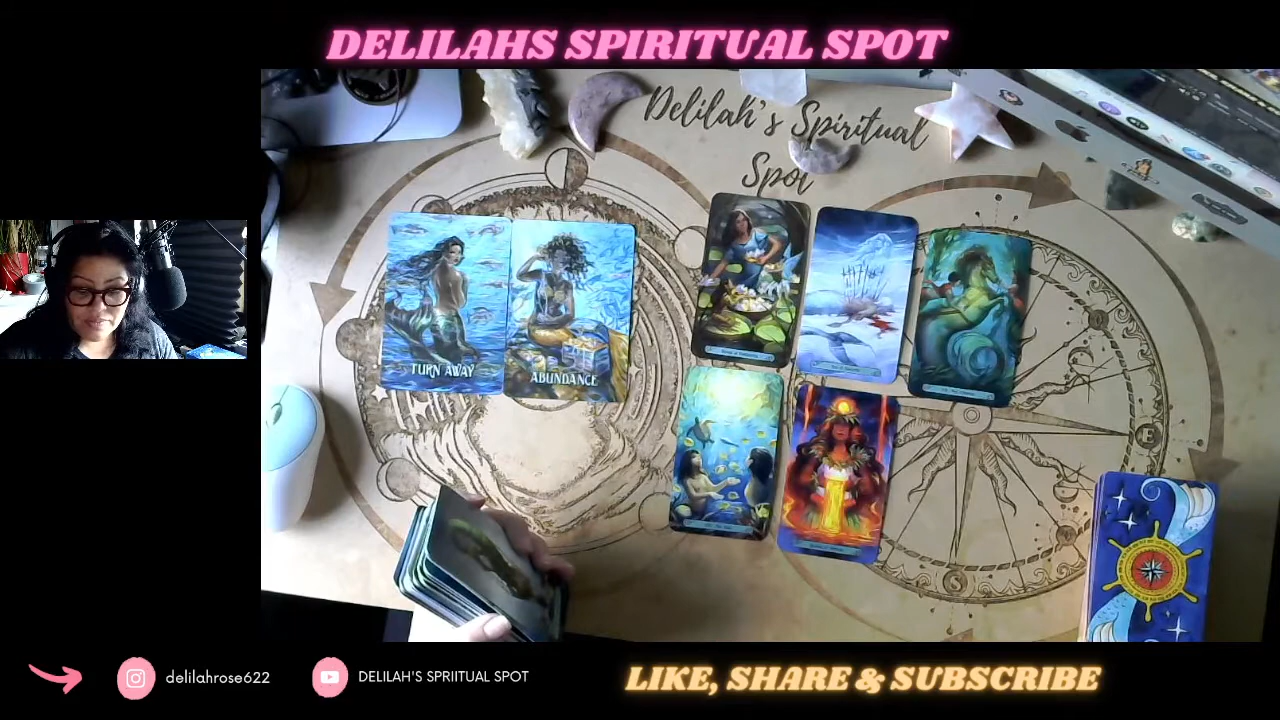 DELILAHS SPIRITUAL SPOT
Delilah's Spiritual
Spot
TURN AWAY
ABUNDANCE
delilahrose622
DELILAH'S SPRIITUAL SPOT
LIKE, SHARE & SUBSCRIBE